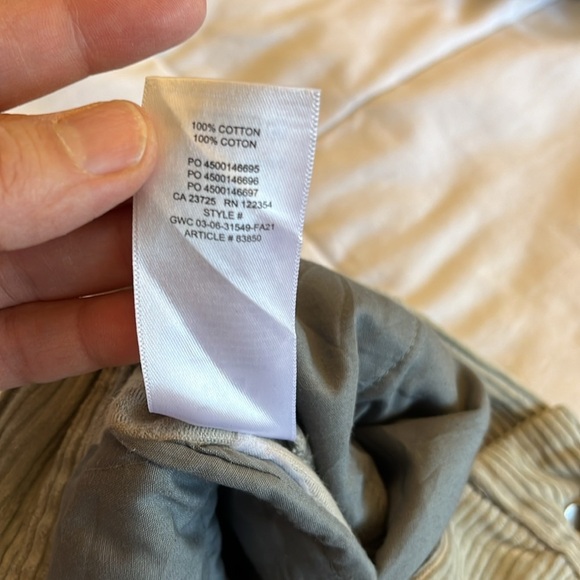 100% COTTON
100% COTON
PO 4500146695
PO 4500146696
PO 4500146697
CA 23725 RN 122354
STYLE #
GWC 03-06-31549-FA21
ARTICLE # 83850